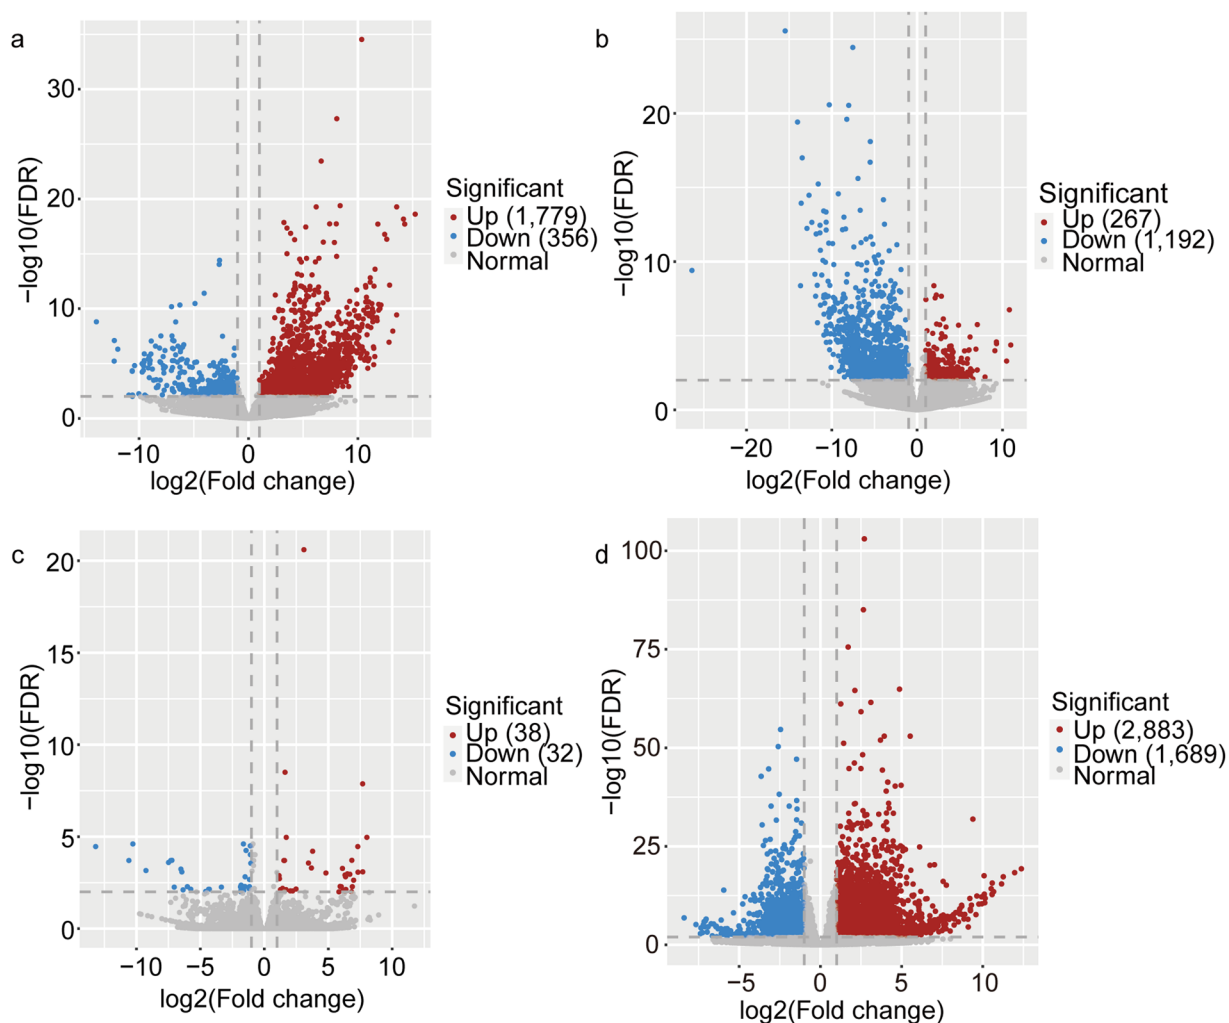 a
−log10(FDR)
30
20
10
0
−10
0
10
log2(Fold change)
Significant
Up (1,779)
Down (356)
Normal
b
−log10(FDR)
20
10
0
−20
−10
0
10
log2(Fold change)
Significant
Up (267)
Down (1,192)
Normal
c
−log10(FDR)
20
15
10
5
0
−10
−5
0
5
10
log2(Fold change)
Significant
Up (38)
Down (32)
Normal
d
−log10(FDR)
100
75
50
25
0
−5
0
5
10
log2(Fold change)
Significant
Up (2,883)
Down (1,689)
Normal